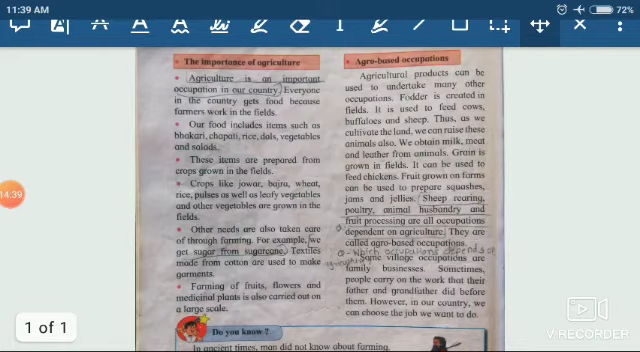 11:39 AM
72%
The importance of agriculture
• Agriculture is an important
occupation in our country. Everyone
in the country gets food because
farmers work in the fields.
• Our food includes items such as
bhakari, chapati, rice, dals, vegetables
and salads.
• These items are prepared from
crops grown in the fields.
• Crops like jowar, bajra, wheat,
rice, pulses as well as leafy vegetables
and other vegetables are grown in the
fields.
• Other needs are also taken care
of through farming. For example, we
get sugar from sugarcane. Textiles
made from cotton are used to make
garments.
• Farming of fruits, flowers and
medicinal plants is also carried out on
a large scale.
Agro-based occupations
Agricultural products can be
used to undertake many other
occupations. Fodder is created in
fields. It is used to feed cows,
buffaloes and sheep. Thus, as we
cultivate the land, we can raise these
animals also. We obtain milk, meat
and leather from animals. Grain is
grown in fields. It can be used to
feed chickens. Fruit grown on farms
can be used to prepare squashes,
jams and jellies. Sheep rearing,
poultry, animal husbandry and
fruit processing are all occupations
dependent on agriculture. They are
called agro-based occupations.
Q - Which occupations depends on
Some village occupations are
family businesses. Sometimes,
people carry on the work that their
father and grandfather did before
them. However, in our country, we
can choose the job we want to do.
14:39
1 of 1
Do you know ?
In ancient times, man did not know about farming.
V·RECORDER